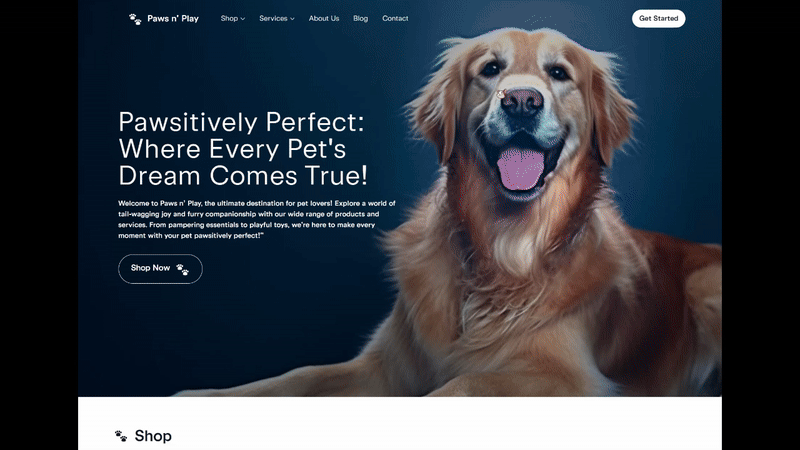 Paws n' Play
Shop
Services
About Us
Blog
Contact
Get Started
Pawsitively Perfect:
Where Every Pet's
Dream Comes True!
Welcome to Paws n' Play, the ultimate destination for pet lovers! Explore a world of
tail-wagging joy and furry companionship with our wide range of products and
services. From pampering essentials to playful toys, we're here to make every
moment with your pet pawsitively perfect!"
Shop Now
Shop